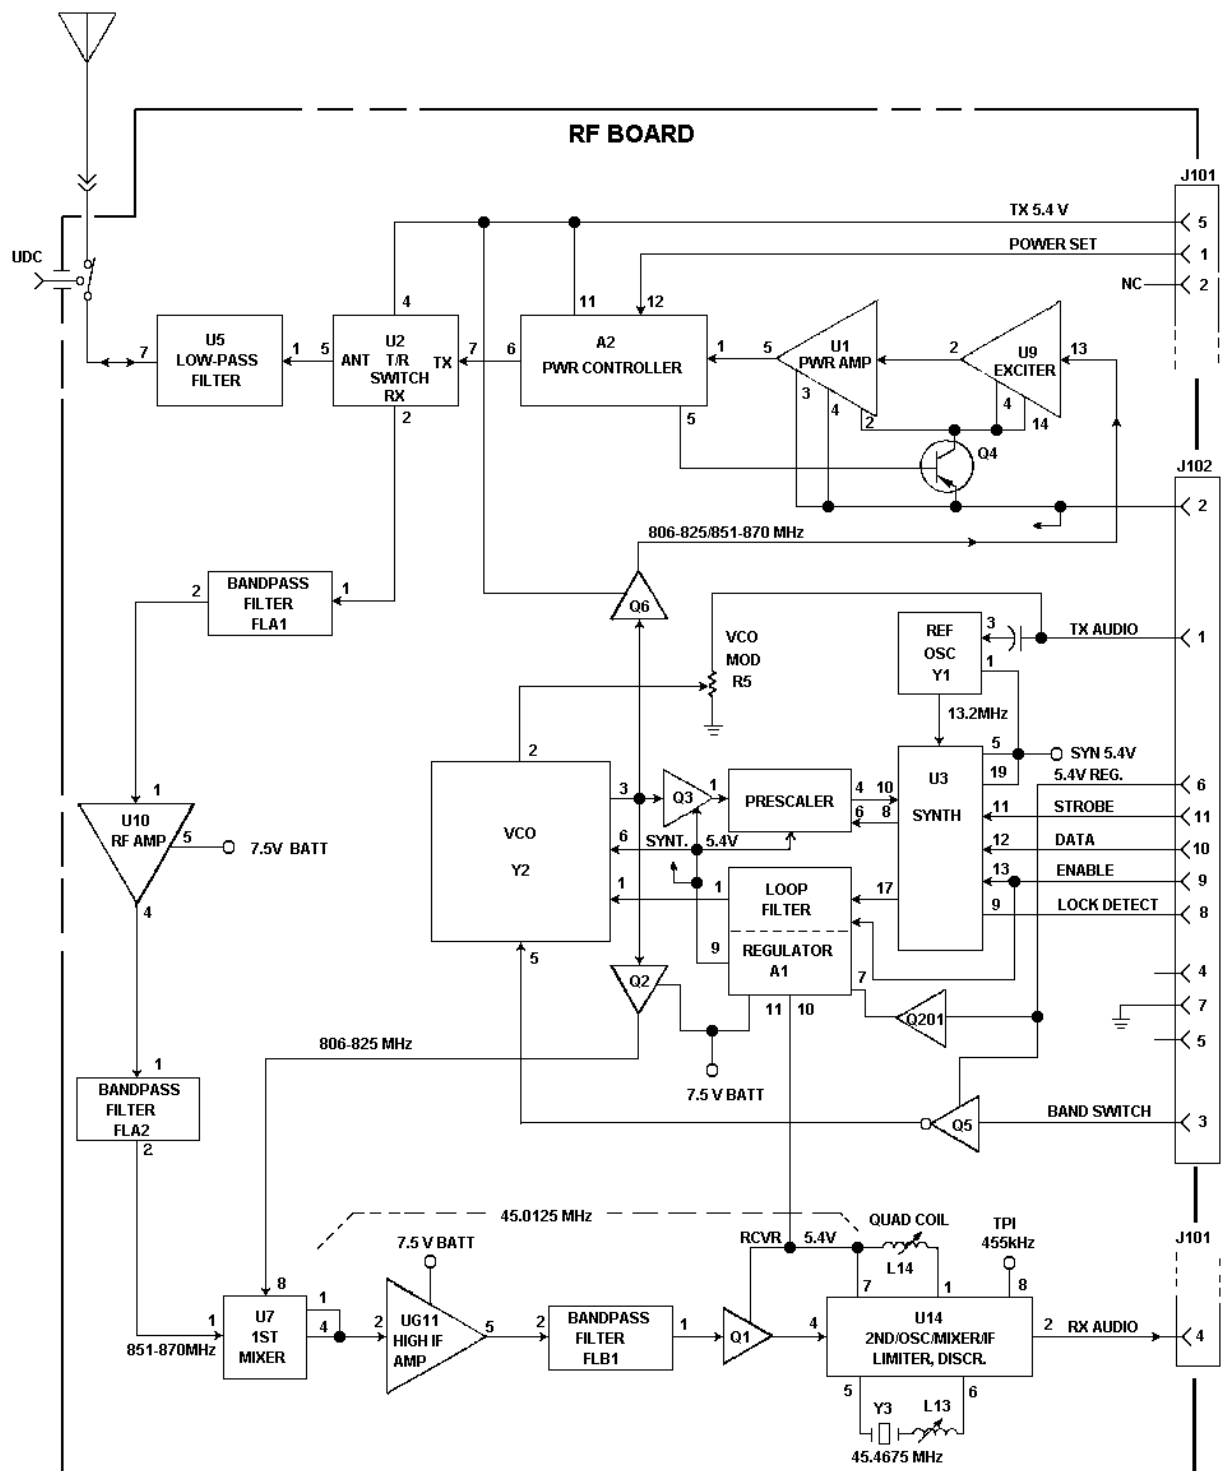 RF BOARD
J101
TX 5.4 V
5
POWER SET
1
NC
2
UDC
4
11
12
7
U5
LOW-PASS
FILTER
1
5
U2
ANT T/R TX
SWITCH
RX
7
6
A2
PWR CONTROLLER
1
5
U1
PWR AMP
2
U9
EXCITER
13
3
4
2
4
14
2
5
Q4
J102
2
806-825/851-870 MHz
2
BANDPASS
FILTER
FLA1
1
Q6
VCO
MOD
R5
REF
OSC
Y1
3
1
TX AUDIO
1
13.2MHz
2
5
SYN 5.4V
19
5.4V REG.
6
VCO
Y2
3
Q3
1
PRESCALER
4
10
U3
SYNTH
11
STROBE
11
6
8
6
SYNT.
5.4V
12
DATA
10
1
U10
RF AMP
5
7.5V BATT
4
1
1
LOOP
FILTER
17
13
ENABLE
9
9
LOCK DETECT
8
5
9
REGULATOR
A1
7
4
Q2
11
10
Q201
7
5
806-825 MHz
7.5 V BATT
1
BANDPASS
FILTER
FLA2
2
Q5
BAND SWITCH
3
45.0125 MHz
QUAD COIL
TPI
455kHz
J101
7.5 V BATT
RCVR
5.4V
L14
8
7
1
8
1
U7
1ST
MIXER
1
4
851-870MHz
2
UG11
HIGH IF
AMP
5
2
BANDPASS
FILTER
FLB1
1
Q1
4
U14
2ND/OSC/MIXER/IF
LIMITER, DISCR.
2
RX AUDIO
4
5
6
Y3
L13
45.4675 MHz